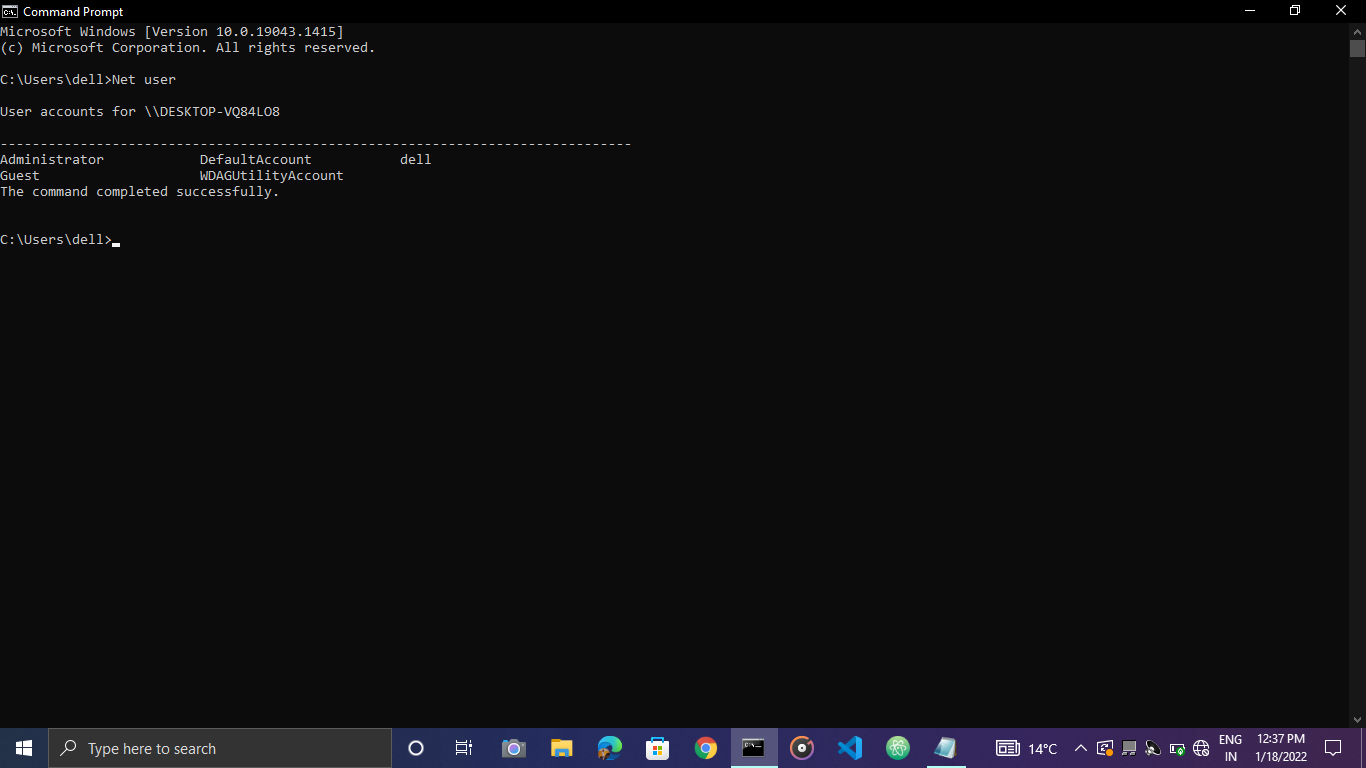 Command Prompt
Microsoft Windows [Version 10.0.19043.1415]
(c) Microsoft Corporation. All rights reserved.
C:\Users\dell>Net user
User accounts for \\DESKTOP-VQ84LO8
-------------------------------------------------------------------------------
Administrator            DefaultAccount           dell
Guest                    WDAGUtilityAccount
The command completed successfully.
C:\Users\dell>
Type here to search
14°C
ENG
IN
12:37 PM
1/18/2022